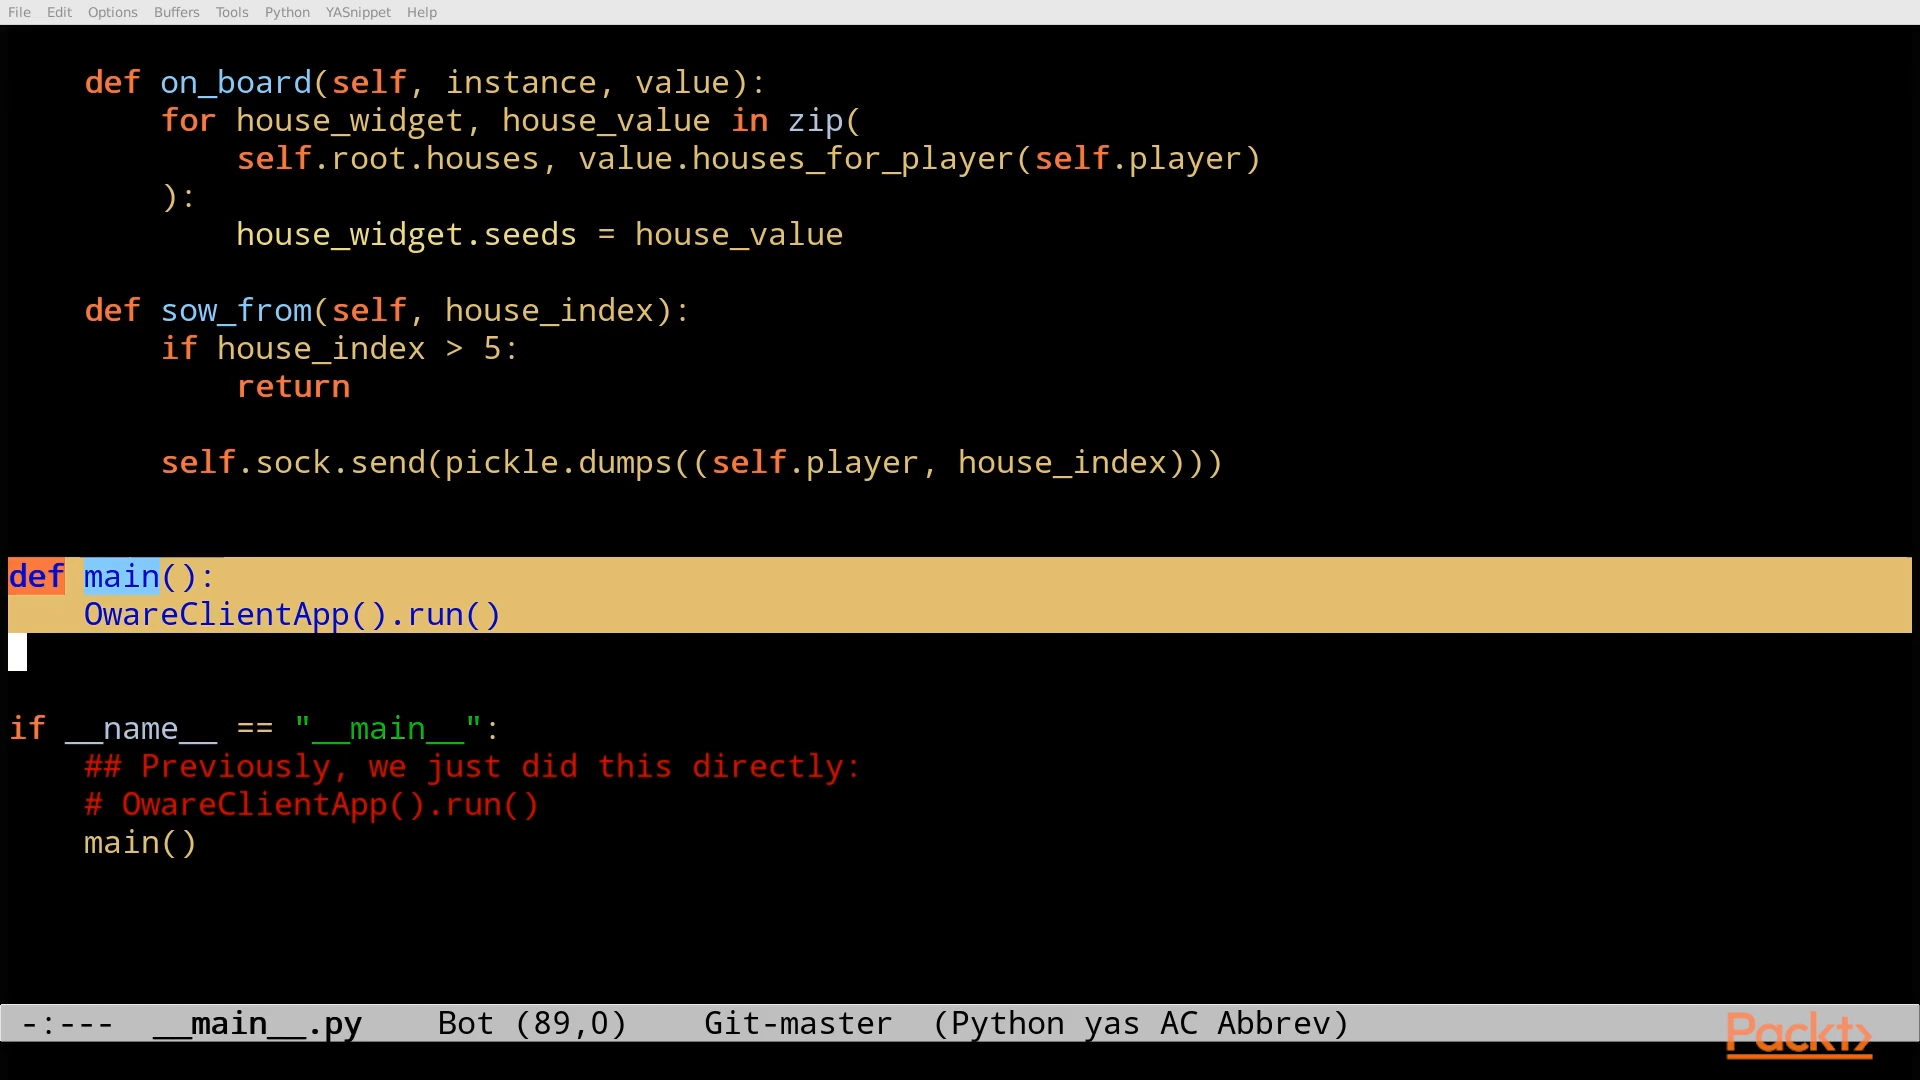 File Edit Options Buffers Tools Python YASnippet Help
def on_board(self, instance, value):
for house_widget, house_value in zip(
self.root.houses, value.houses_for_player(self.player)
):
house_widget.seeds = house_value
def sow_from(self, house_index):
if house_index > 5:
return
self.sock.send(pickle.dumps((self.player, house_index)))
def main():
OwareClientApp().run()
if __name__ == "__main__":
## Previously, we just did this directly:
# OwareClientApp().run()
main()
-:--- __main__.py Bot (89,0) Git-master (Python yas AC Abbrev)
Packt>